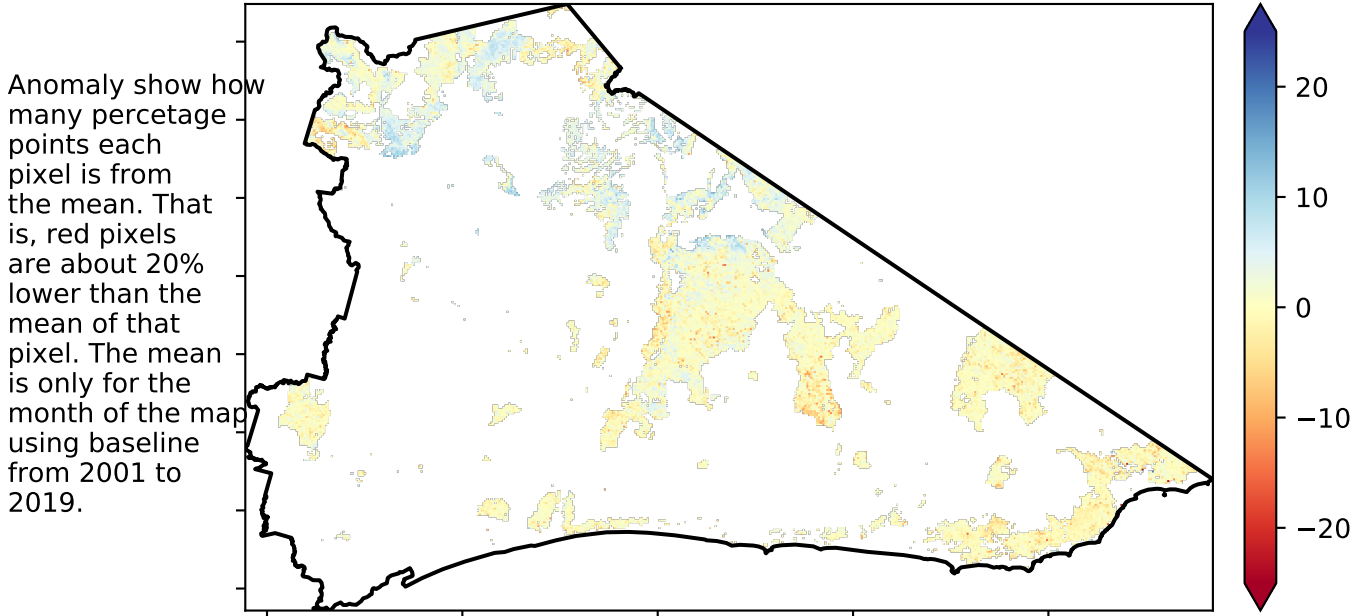 Anomaly show how
many percetage
points each
pixel is from
the mean. That
is, red pixels
are about 20%
lower than the
mean of that
pixel. The mean
is only for the
month of the map
using baseline
from 2001 to
2019.
20
10
0
−10
−20